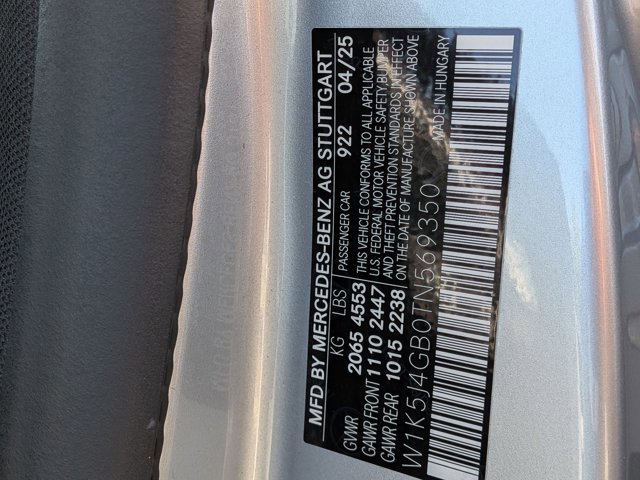 MFD BY MERCEDES-BENZ AG STUTTGART
KG LBS PASSENGER CAR 922 04/25
GVWR 2065 4553
GAWR FRONT 1110 2447
GAWR REAR 1015 2238
THIS VEHICLE CONFORMS TO ALL APPLICABLE
U.S. FEDERAL MOTOR VEHICLE SAFETY, BUMPER
AND THEFT PREVENTION STANDARDS IN EFFECT
ON DATE OF MANUFACTURE SHOWN ABOVE
W1K5J4GB0TN569350
MADE IN HUNGARY